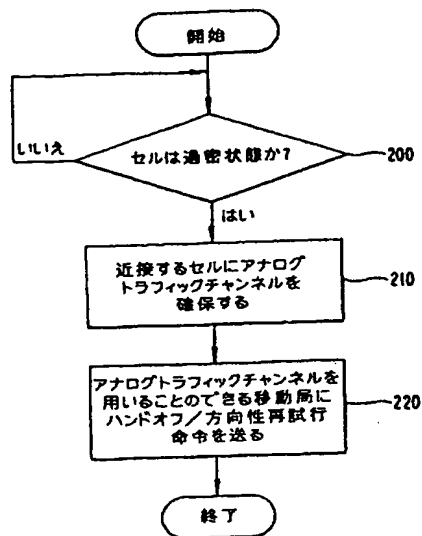 開始
いいえ
セルは過密状態か?
200
はい
近接するセルにアナログ
トラフィックチャンネルを
確保する
210
アナログトラフィックチャンネルを
用いることのできる移動局に
ハンドオフ/方向性再試行
命令を送る
220
終了